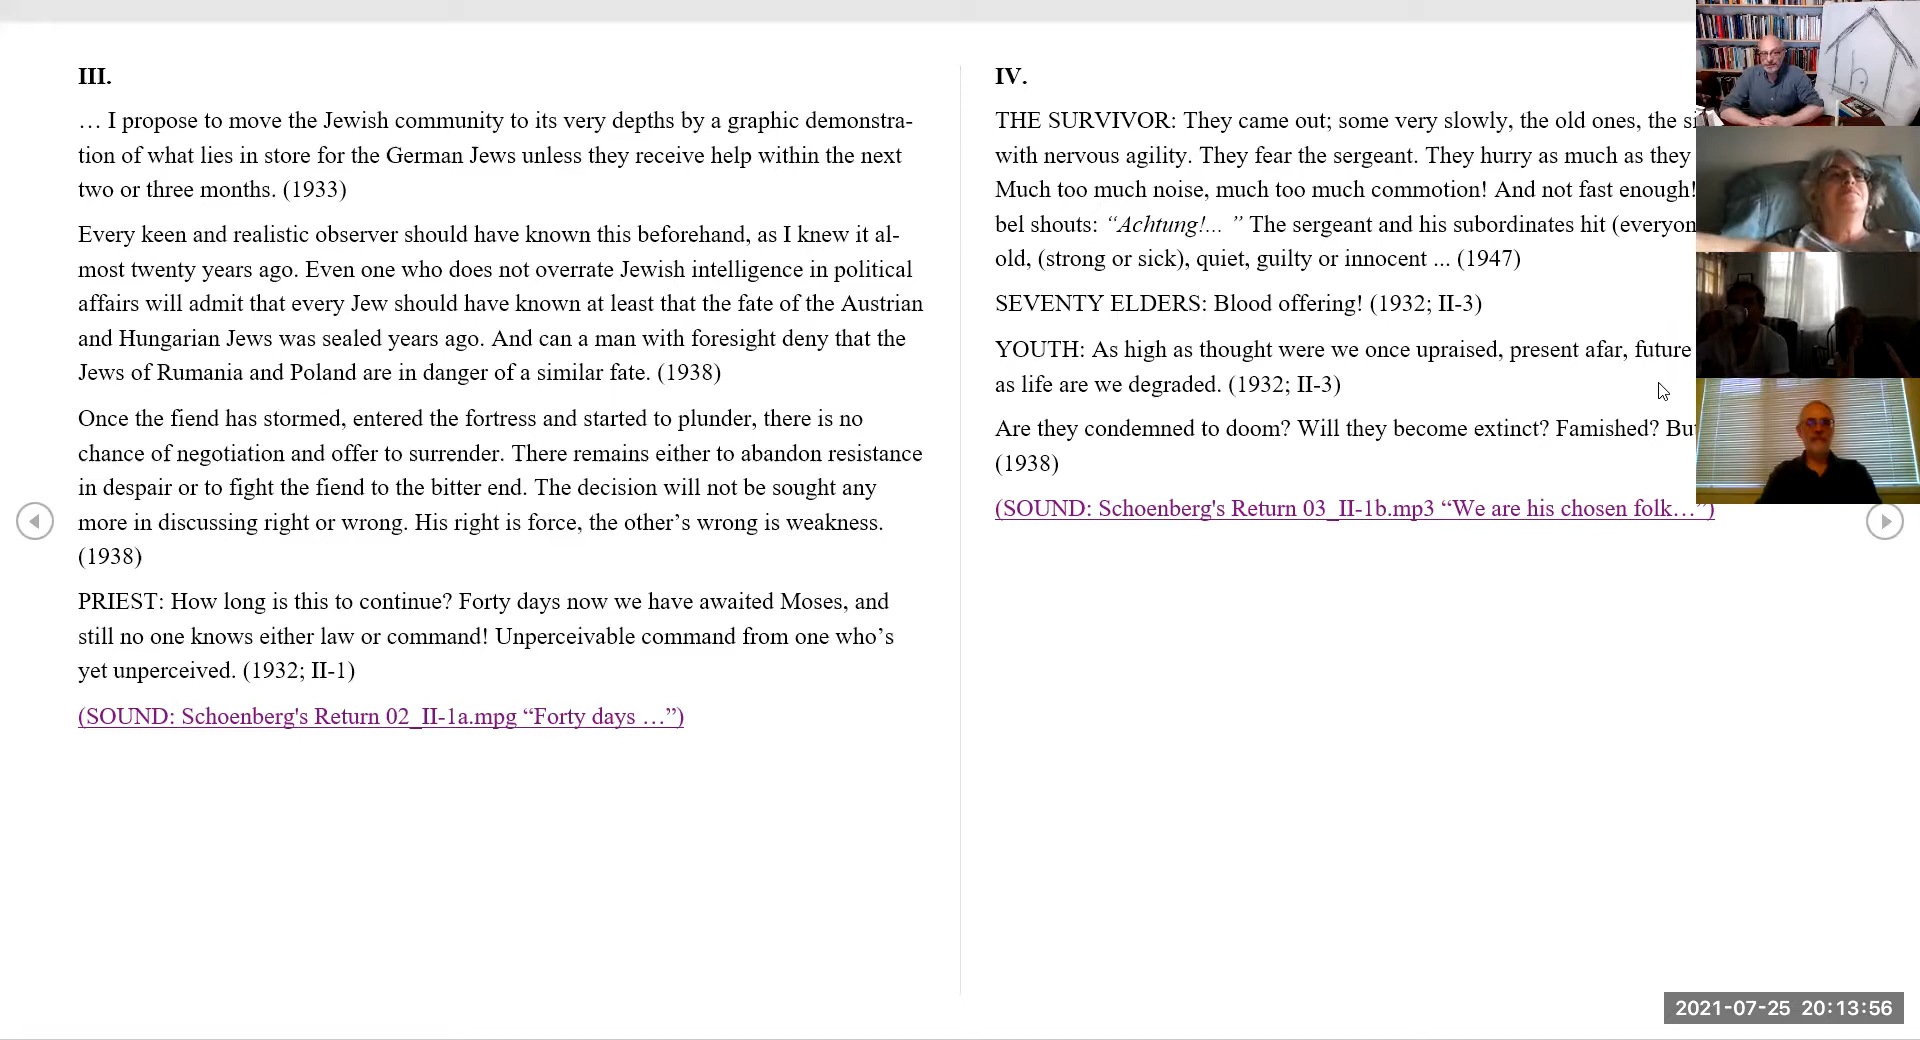 III.
… I propose to move the Jewish community to its very depths by a graphic demonstra-
tion of what lies in store for the German Jews unless they receive help within the next
two or three months. (1933)
Every keen and realistic observer should have known this beforehand, as I knew it al-
most twenty years ago. Even one who does not overrate Jewish intelligence in political
affairs will admit that every Jew should have known at least that the fate of the Austrian
and Hungarian Jews was sealed years ago. And can a man with foresight deny that the
Jews of Rumania and Poland are in danger of a similar fate. (1938)
Once the fiend has stormed, entered the fortress and started to plunder, there is no
chance of negotiation and offer to surrender. There remains either to abandon resistance
in despair or to fight the fiend to the bitter end. The decision will not be sought any
more in discussing right or wrong. His right is force, the other’s wrong is weakness.
(1938)
PRIEST: How long is this to continue? Forty days now we have awaited Moses, and
still no one knows either law or command! Unperceivable command from one who’s
yet unperceived. (1932; II-1)
(SOUND: Schoenberg's Return 02_II-1a.mpg “Forty days …”)
IV.
THE SURVIVOR: They came out; some very slowly, the old ones, the
with nervous agility. They fear the sergeant. They hurry as much as they
Much too much noise, much too much commotion! And not fast enough!
bel shouts: “Achtung!... ” The sergeant and his subordinates hit
old, (strong or sick), quiet, guilty or innocent ... (1947)
SEVENTY ELDERS: Blood offering! (1932; II-3)
YOUTH: As high as thought were we once upraised, present afar, future
as life are we degraded. (1932; II-3)
Are they condemned to doom? Will they become extinct? Famished?
(1938)
(SOUND: Schoenberg's Return 03_II-1b.mp3 “We are his chosen folk…”)
2021-07-25 20:13:56